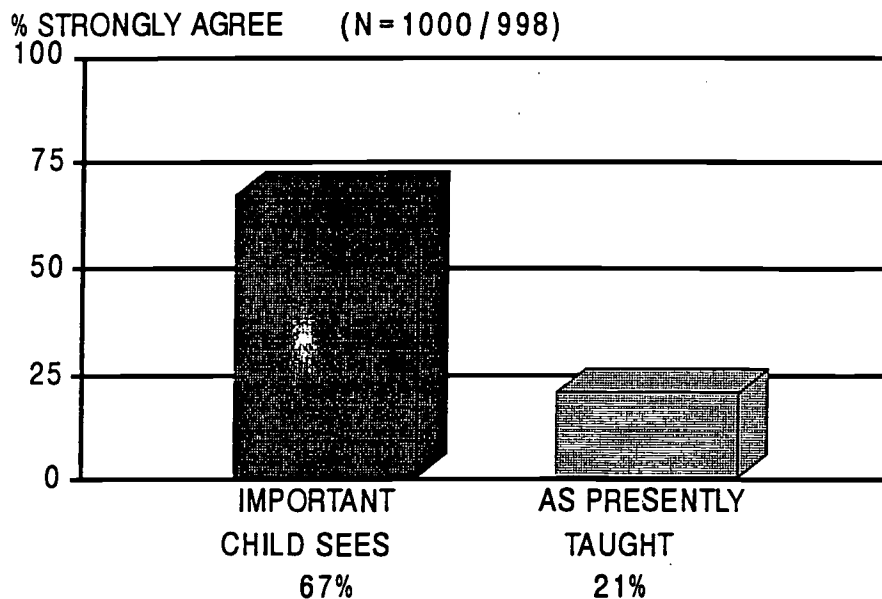 % STRONGLY AGREE (N = 1000 / 998)
100
75
50
25
0
IMPORTANT AS PRESENTLY
CHILD SEES TAUGHT
67% 21%